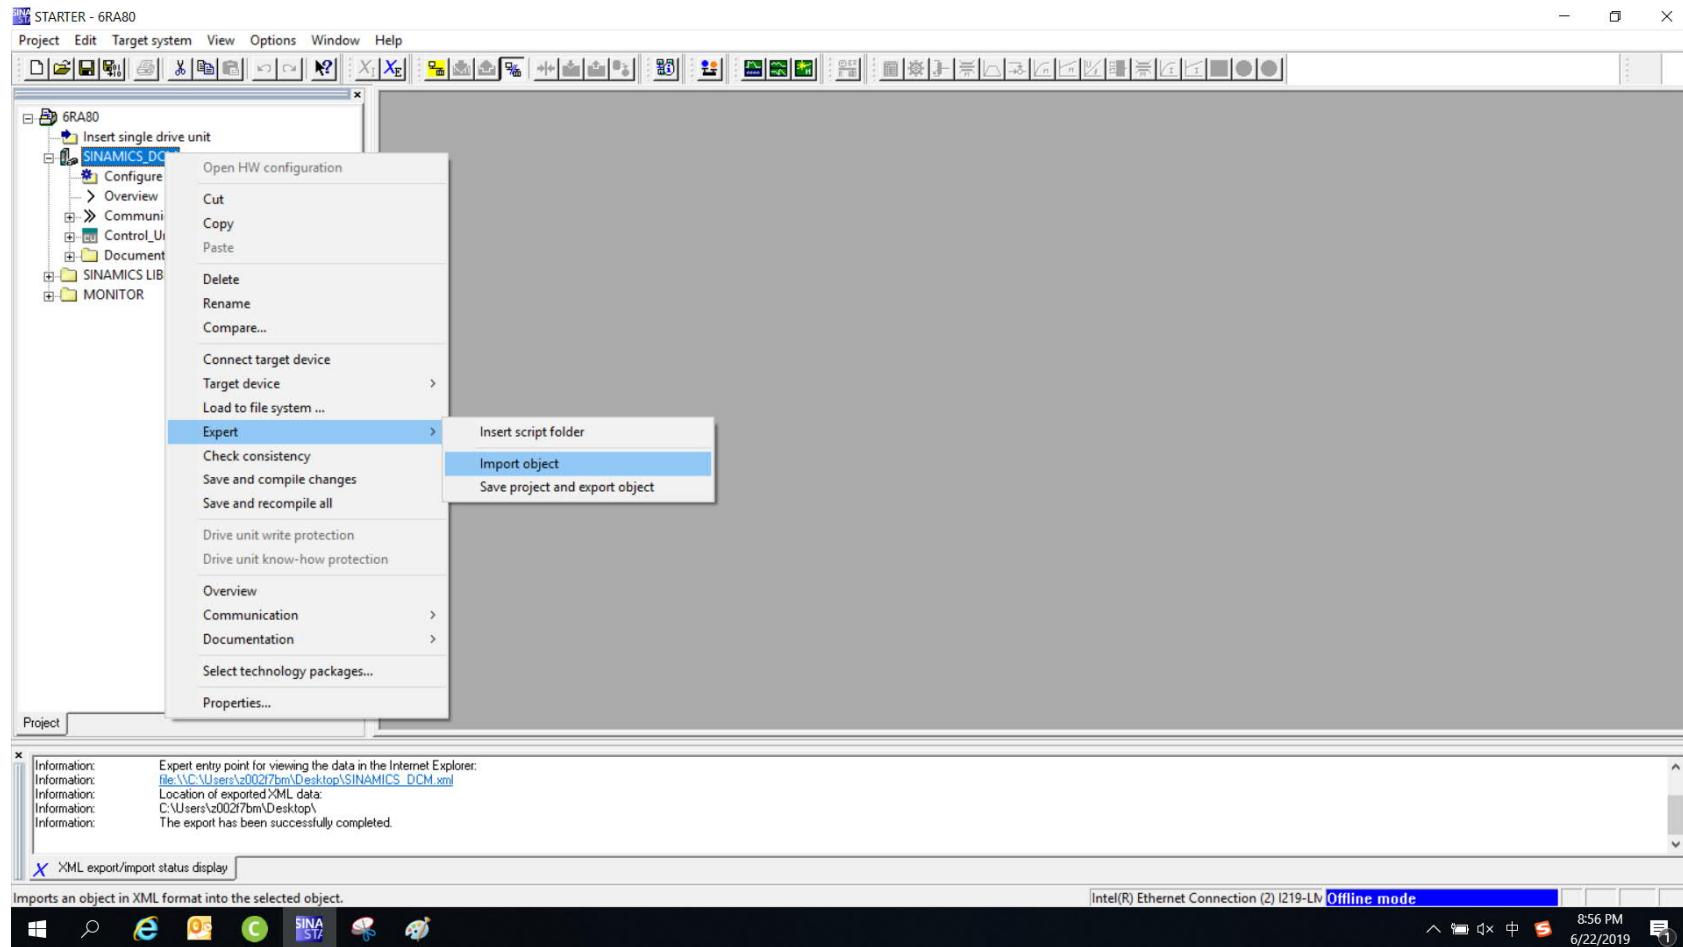 STARTER - 6RA80
Project Edit Target system View Options Window Help
6RA80
Insert single drive unit
SINAMICS_DC
Configure
Overview
Communi
Control_U
Document
SINAMICS LIB
MONITOR
Open HW configuration
Cut
Copy
Paste
Delete
Rename
Compare...
Connect target device
Target device
Load to file system ...
Expert
Check consistency
Save and compile changes
Save and recompile all
Drive unit write protection
Drive unit know-how protection
Overview
Communication
Documentation
Select technology packages...
Properties...
Insert script folder
Import object
Save project and export object
Project
Information: Expert entry point for viewing the data in the Internet Explorer:
Information: file:\\C:\Users\z002f7bm\Desktop\SINAMICS_DCM.xml
Information: Location of exported XML data:
Information: C:\Users\z002f7bm\Desktop\
Information: The export has been successfully completed.
XML export/import status display
Imports an object in XML format into the selected object.
Intel(R) Ethernet Connection (2) I219-LM
Offline mode
SINA
STA
中
8:56 PM
6/22/2019
1